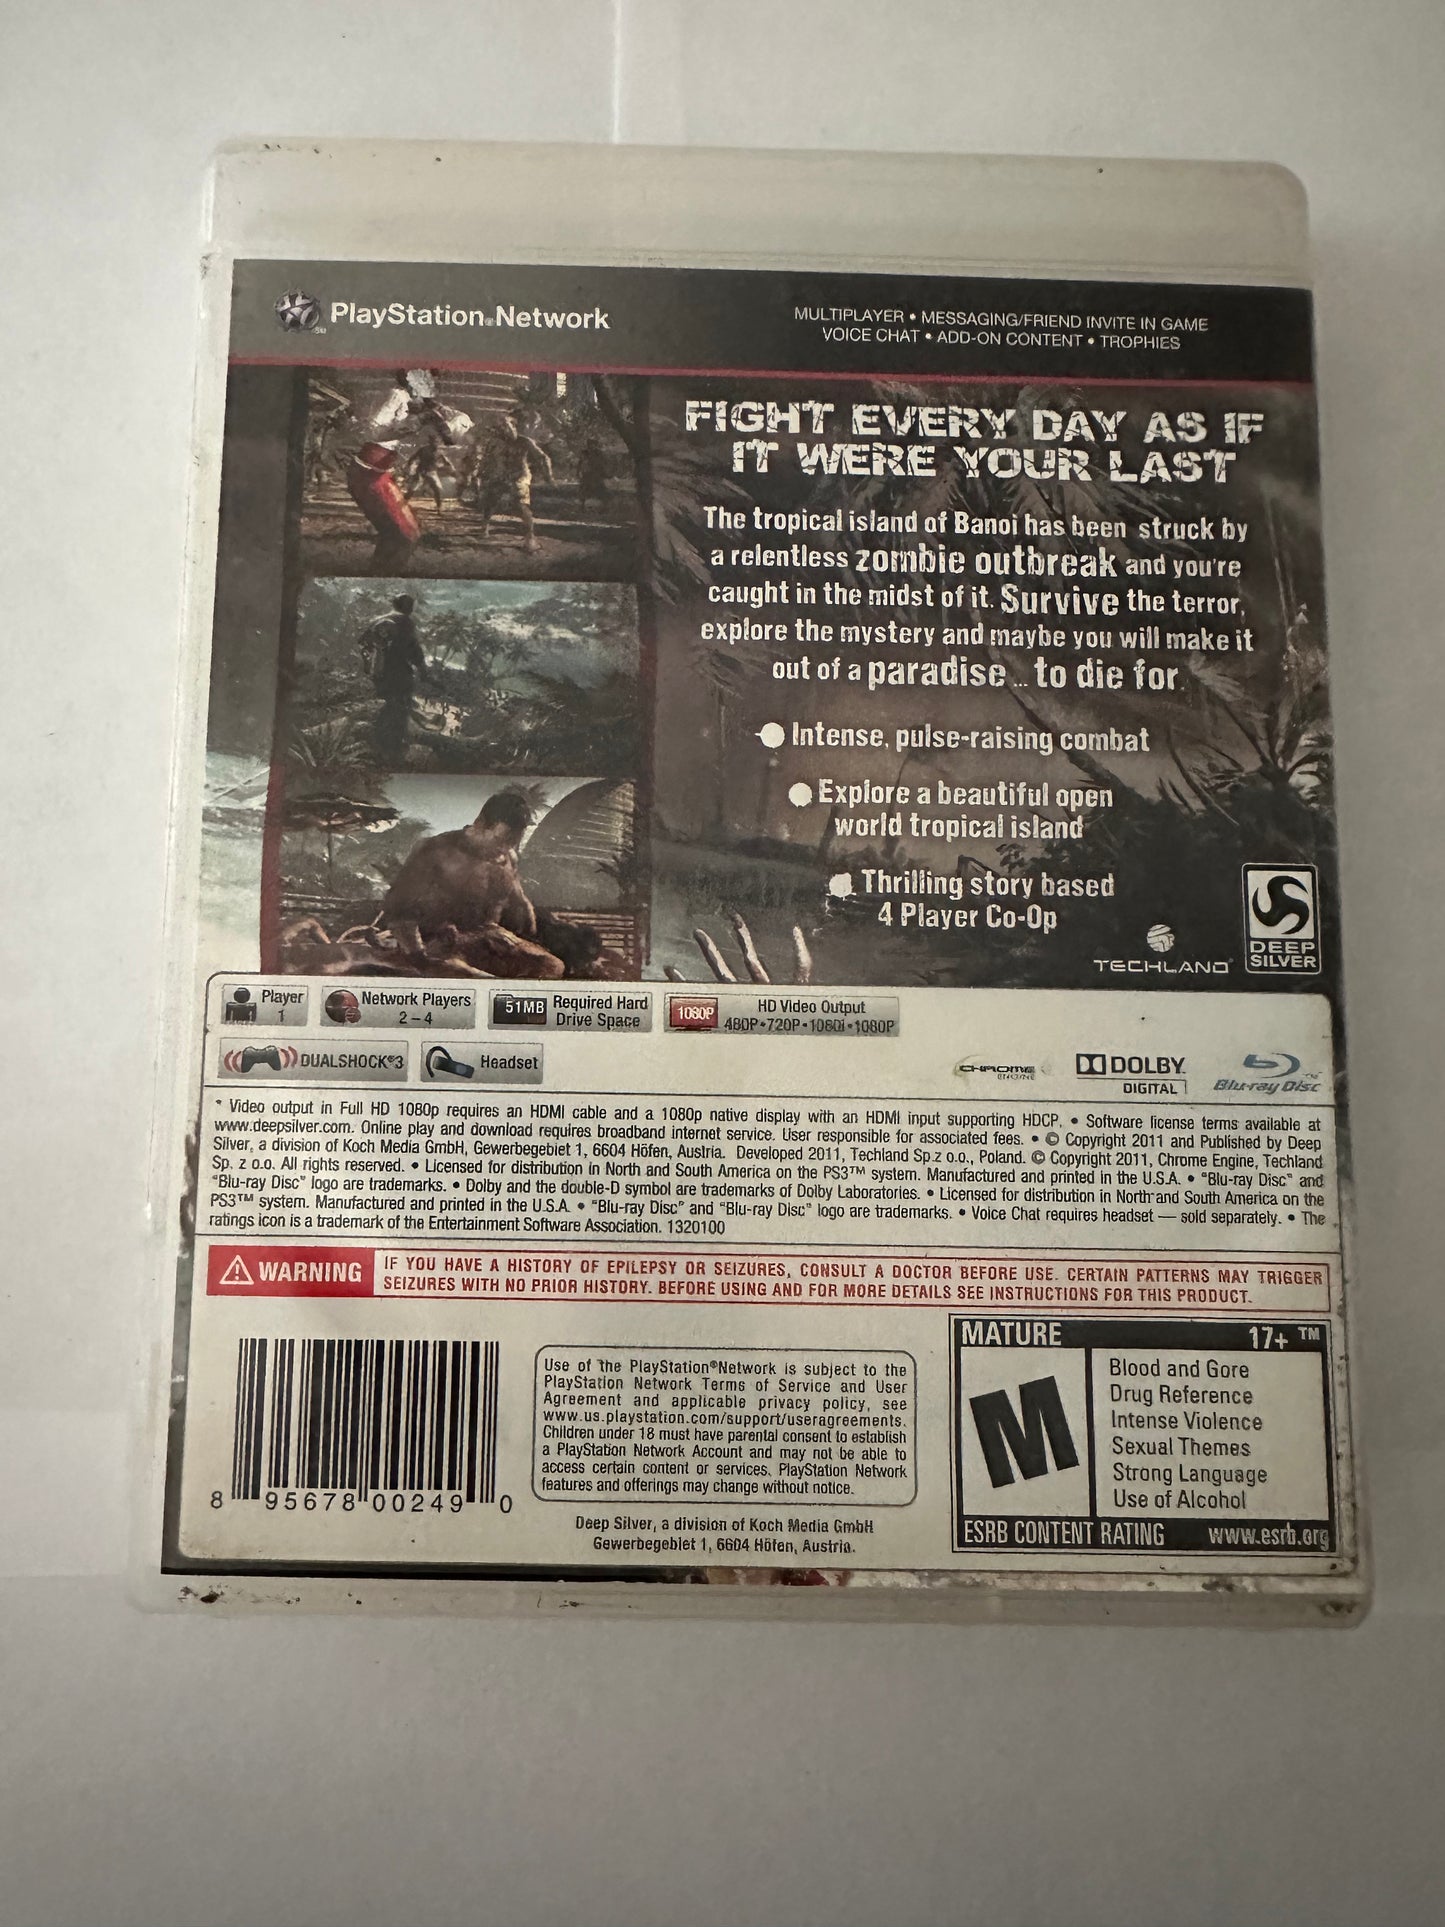 PlayStation®Network
MULTIPLAYER • MESSAGING/FRIEND INVITE IN GAME
VOICE CHAT • ADD-ON CONTENT • TROPHIES
FIGHT EVERY DAY AS IF
IT WERE YOUR LAST
The tropical island of Banoi has been struck by
a relentless zombie outbreak and you're
caught in the midst of it. Survive the terror,
explore the mystery and maybe you will make it
out of a paradise ... to die for.
Intense, pulse-raising combat
Explore a beautiful open
world tropical island
Thrilling story based
4 Player Co-Op
TECHLAND®
DEEP
SILVER
Player
1
Network Players
2 – 4
51MB
Required Hard
Drive Space
1080P
HD Video Output
480P•720P•1080i•1080P
DUALSHOCK®3
Headset
CHROME
ENGINE
DOLBY
DIGITAL
Blu-ray Disc™
* Video output in Full HD 1080p requires an HDMI cable and a 1080p native display with an HDMI input supporting HDCP. • Software license terms available at
www.deepsilver.com. Online play and download requires broadband internet service. User responsible for associated fees. • © Copyright 2011 and Published by Deep
Silver, a division of Koch Media GmbH, Gewerbegebiet 1, 6604 Höfen, Austria. Developed 2011, Techland Sp.z o.o., Poland. © Copyright 2011, Chrome Engine, Techland
Sp. z o.o. All rights reserved. • Licensed for distribution in North and South America on the PS3™ system. Manufactured and printed in the U.S.A. • "Blu-ray Disc" and
"Blu-ray Disc" logo are trademarks. • Dolby and the double-D symbol are trademarks of Dolby Laboratories. • Licensed for distribution in North and South America on the
PS3™ system. Manufactured and printed in the U.S.A. • "Blu-ray Disc" and "Blu-ray Disc" logo are trademarks. • Voice Chat requires headset — sold separately. • The
ratings icon is a trademark of the Entertainment Software Association. 1320100
WARNING
IF YOU HAVE A HISTORY OF EPILEPSY OR SEIZURES, CONSULT A DOCTOR BEFORE USE. CERTAIN PATTERNS MAY TRIGGER
SEIZURES WITH NO PRIOR HISTORY. BEFORE USING AND FOR MORE DETAILS SEE INSTRUCTIONS FOR THIS PRODUCT.
8 95678 00249 0
Use of the PlayStation®Network is subject to the
PlayStation Network Terms of Service and User
Agreement and applicable privacy policy, see
www.us.playstation.com/support/useragreements.
Children under 18 must have parental consent to establish
a PlayStation Network Account and may not be able to
access certain content or services. PlayStation Network
features and offerings may change without notice.
Deep Silver, a division of Koch Media GmbH
Gewerbegebiet 1, 6604 Höfen, Austria.
MATURE 17+ ™
M
Blood and Gore
Drug Reference
Intense Violence
Sexual Themes
Strong Language
Use of Alcohol
ESRB CONTENT RATING www.esrb.org